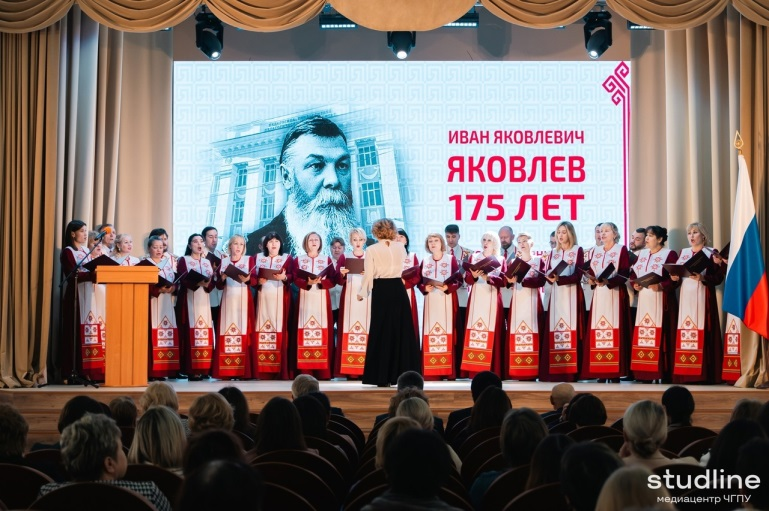 ИВАН ЯКОВЛЕВИЧ
ЯКОВЛЕВ
175 ЛЕТ
studline
медиацентр ЧГПУ